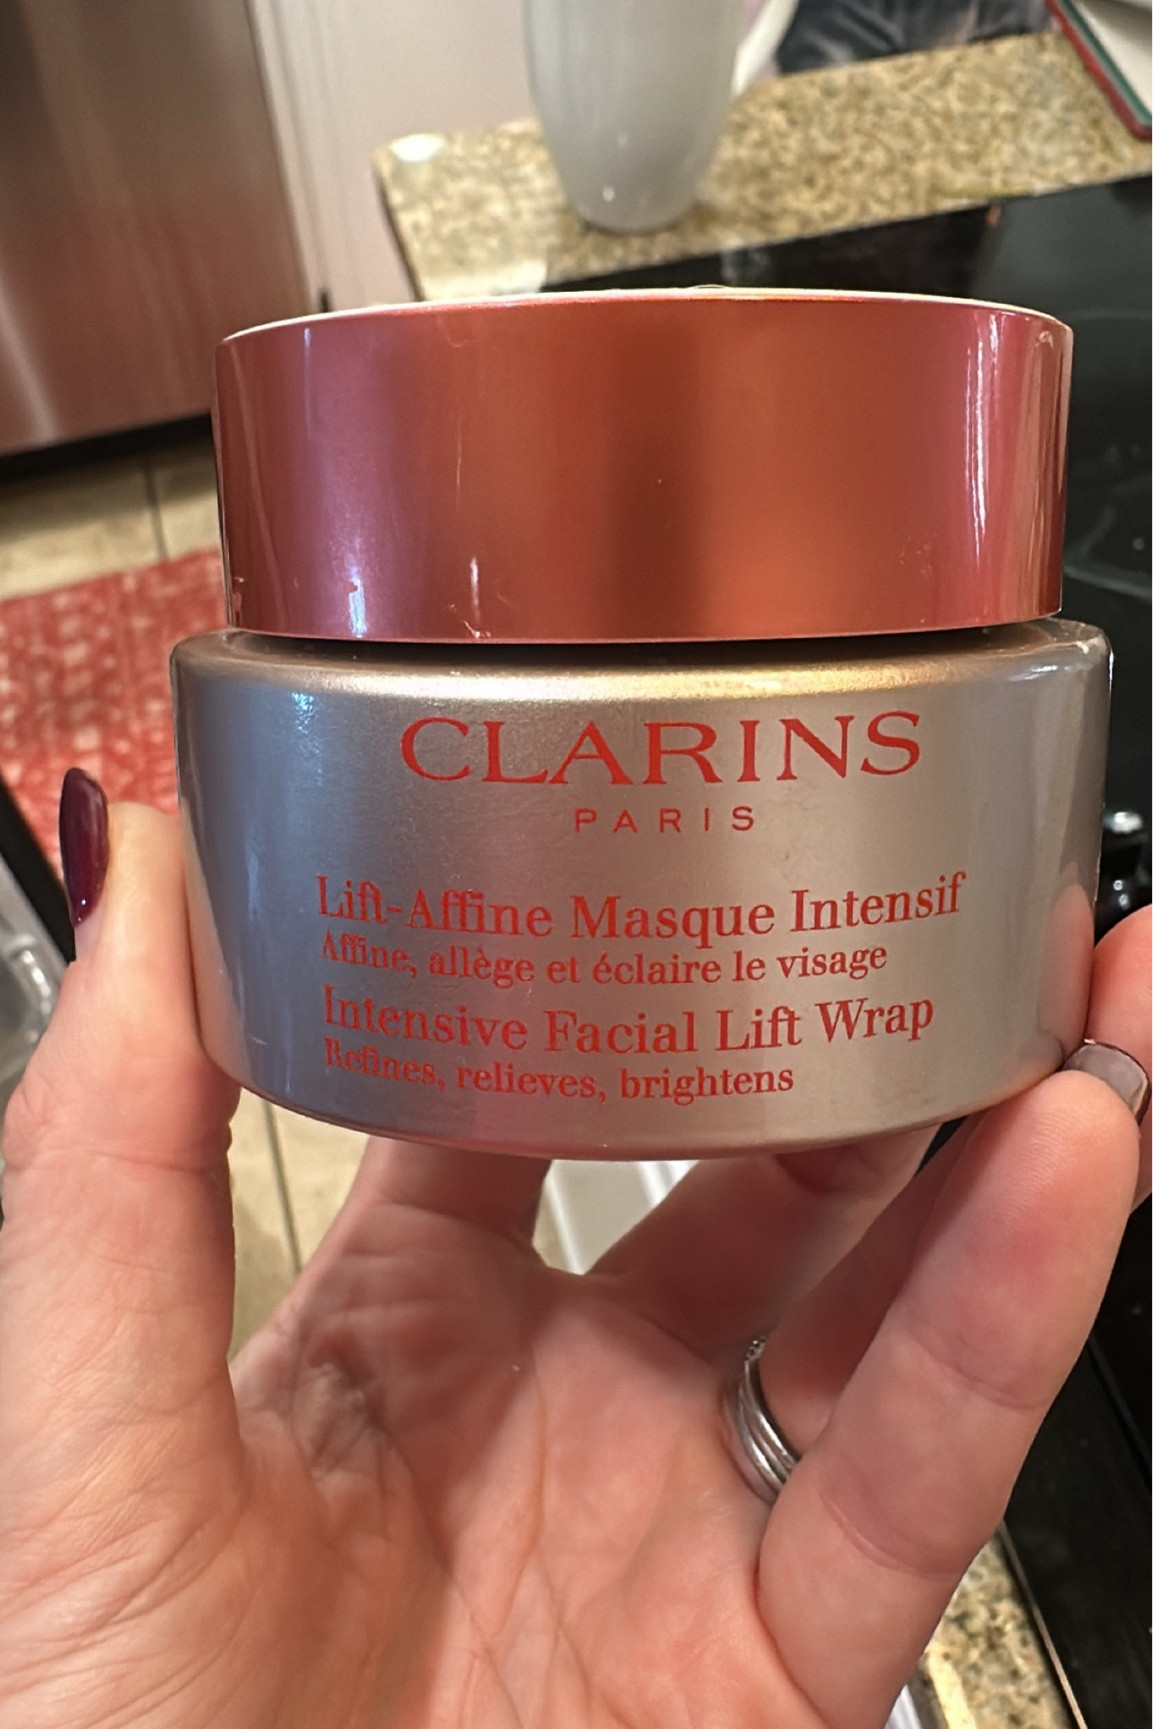 CLARINS
PARIS
Lift-Affine Masque Intensif
Affine, allège et éclaire le visage
Intensive Facial Lift Wrap
Refines, relieves, brightens